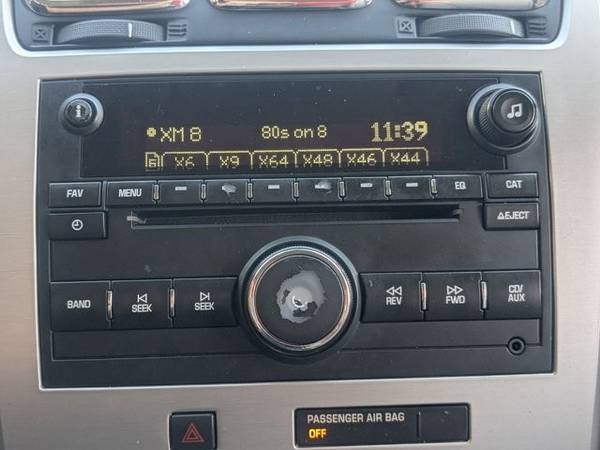 XM 8 80s on 8 11:39
6 X6 X9 X64 X48 X46 X44
FAV MENU EQ CAT
EJECT
BAND SEEK SEEK REV FWD CD/AUX
PASSENGER AIR BAG
OFF